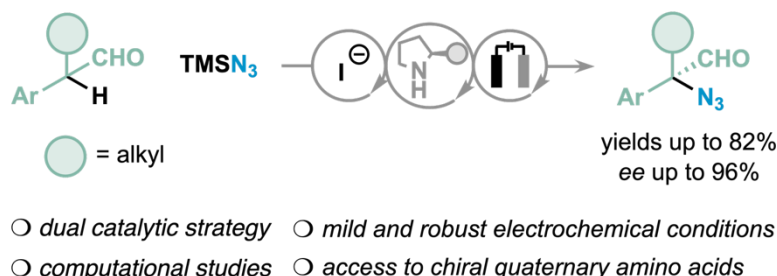 CHO
Ar
H
TMSN₃
I⊖
N
H
CHO
Ar
N₃
= alkyl
yields up to 82%
ee up to 96%
❍ dual catalytic strategy ❍ mild and robust electrochemical conditions
❍ computational studies ❍ access to chiral quaternary amino acids